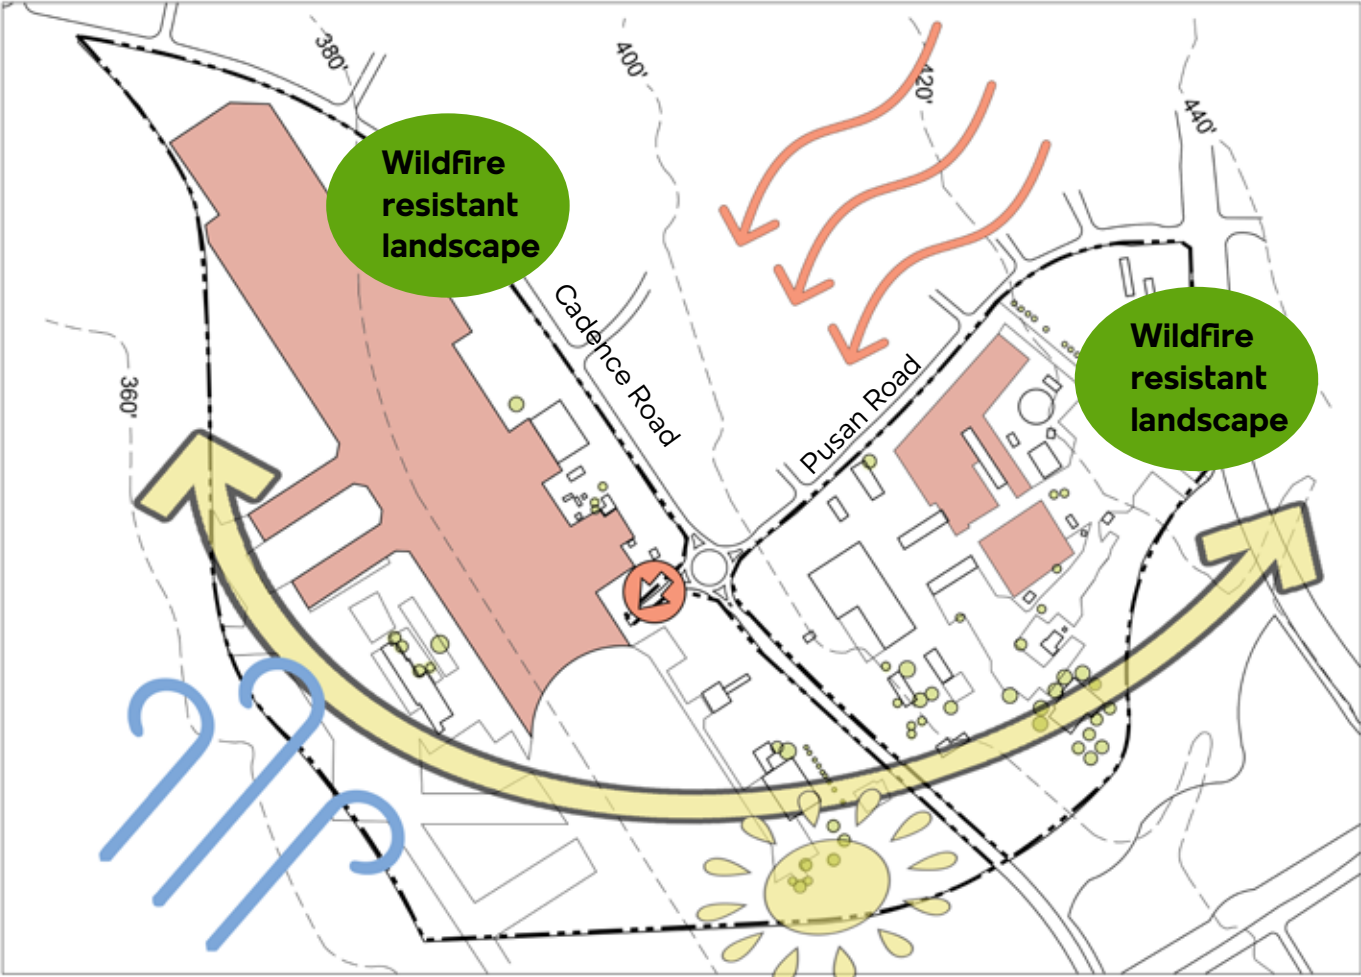 380'
400'
420'
440'
Wildfire
resistant
landscape
Cadence Road
Wildfire
resistant
landscape
360'
Pusan Road